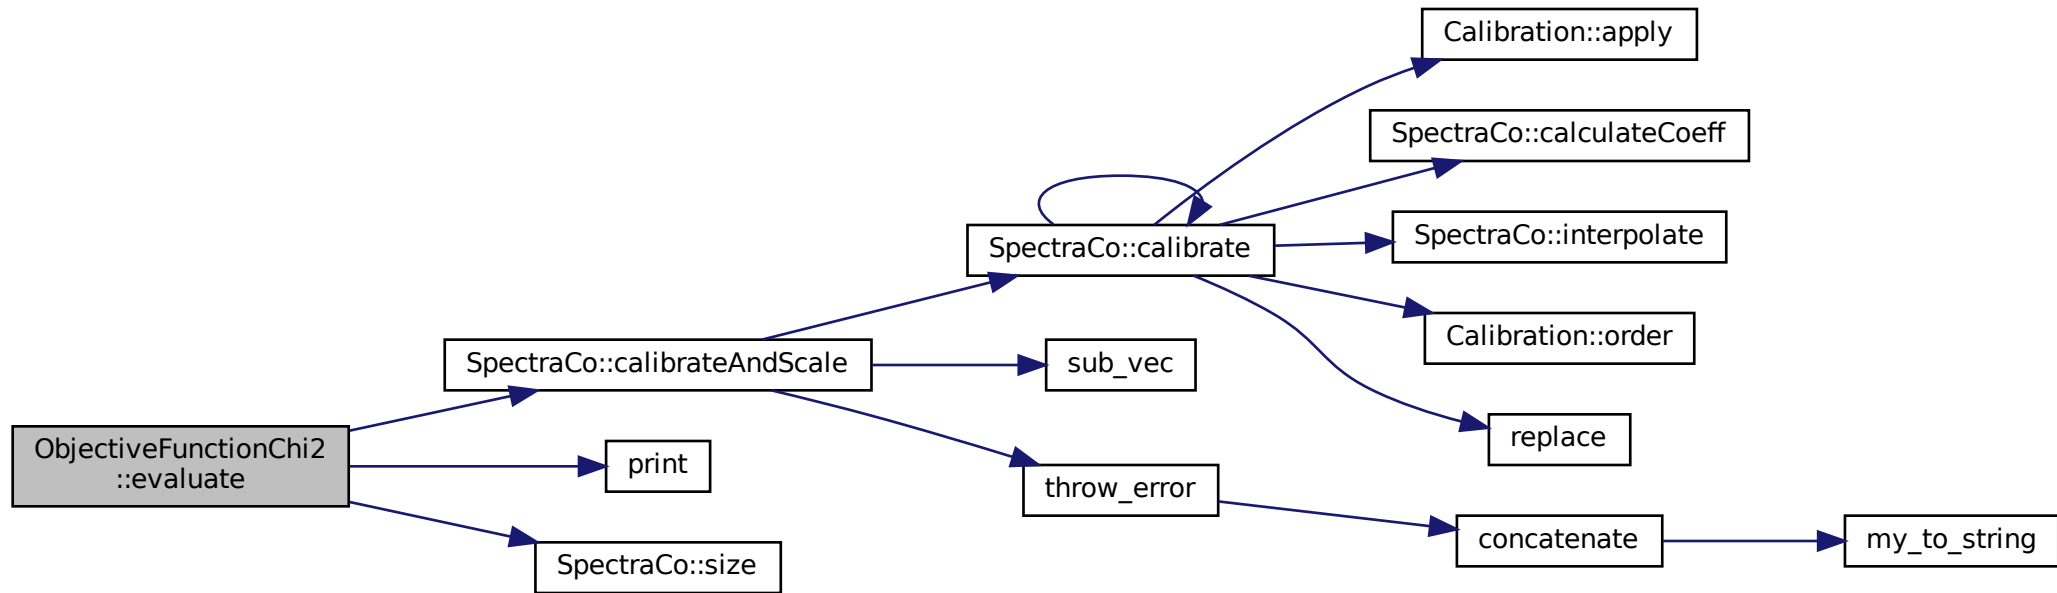 Calibration::apply
SpectraCo::calculateCoeff
SpectraCo::interpolate
SpectraCo::calibrate
Calibration::order
SpectraCo::calibrateAndScale
sub_vec
replace
ObjectiveFunctionChi2
::evaluate
print
throw_error
concatenate
my_to_string
SpectraCo::size